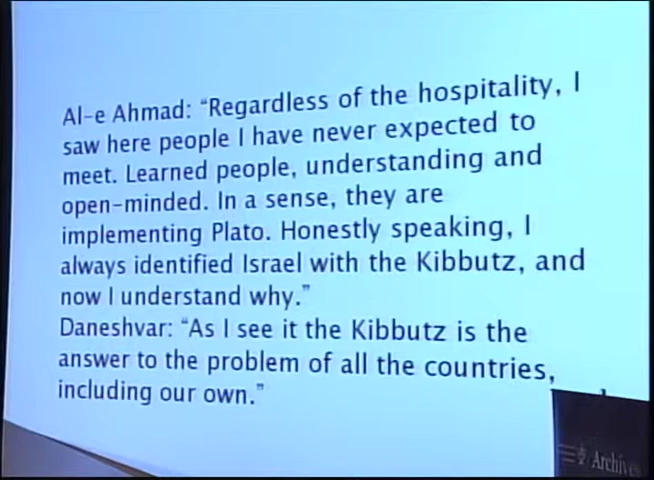 Al-e Ahmad: “Regardless of the hospitality, I
saw here people I have never expected to
meet. Learned people, understanding and
open-minded. In a sense, they are
implementing Plato. Honestly speaking, I
always identified Israel with the Kibbutz, and
now I understand why.”
Daneshvar: “As I see it the Kibbutz is the
answer to the problem of all the countries,
including our own.”
Archives